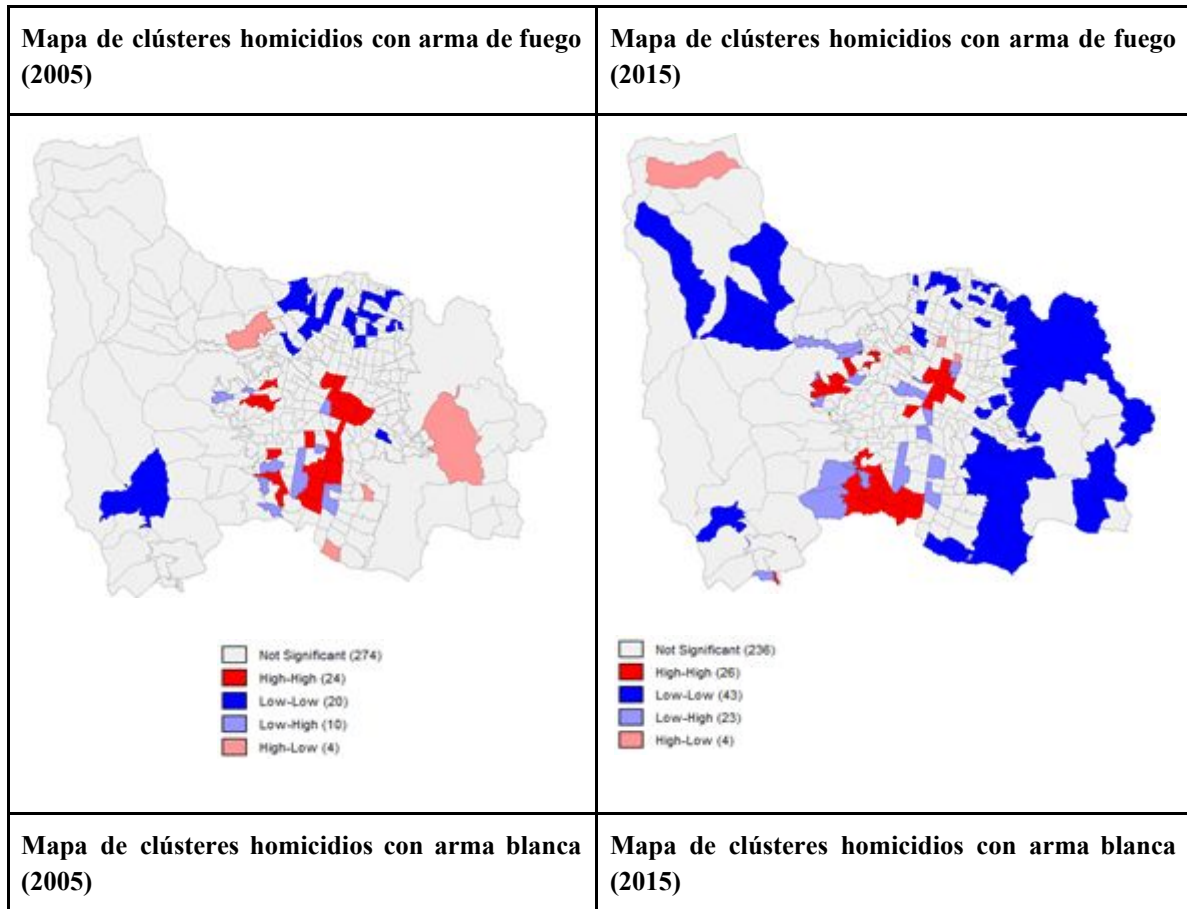 Mapa de clústeres homicidios con arma de fuego
(2005)
Mapa de clústeres homicidios con arma de fuego
(2015)
Not Significant (274)
High-High (24)
Low-Low (20)
Low-High (10)
High-Low (4)
Not Significant (236)
High-High (26)
Low-Low (43)
Low-High (23)
High-Low (4)
Mapa de clústeres homicidios con arma blanca
(2005)
Mapa de clústeres homicidios con arma blanca
(2015)